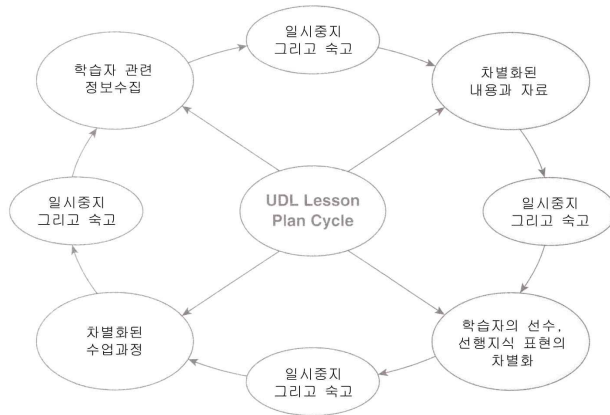 일시중지
그리고 숙고
학습자 관련
정보수집
차별화된
내용과 자료
일시중지
그리고 숙고
UDL Lesson
Plan Cycle
일시중지
그리고 숙고
차별화된
수업과정
학습자의 선수,
선행지식 표현의
차별화
일시중지
그리고 숙고